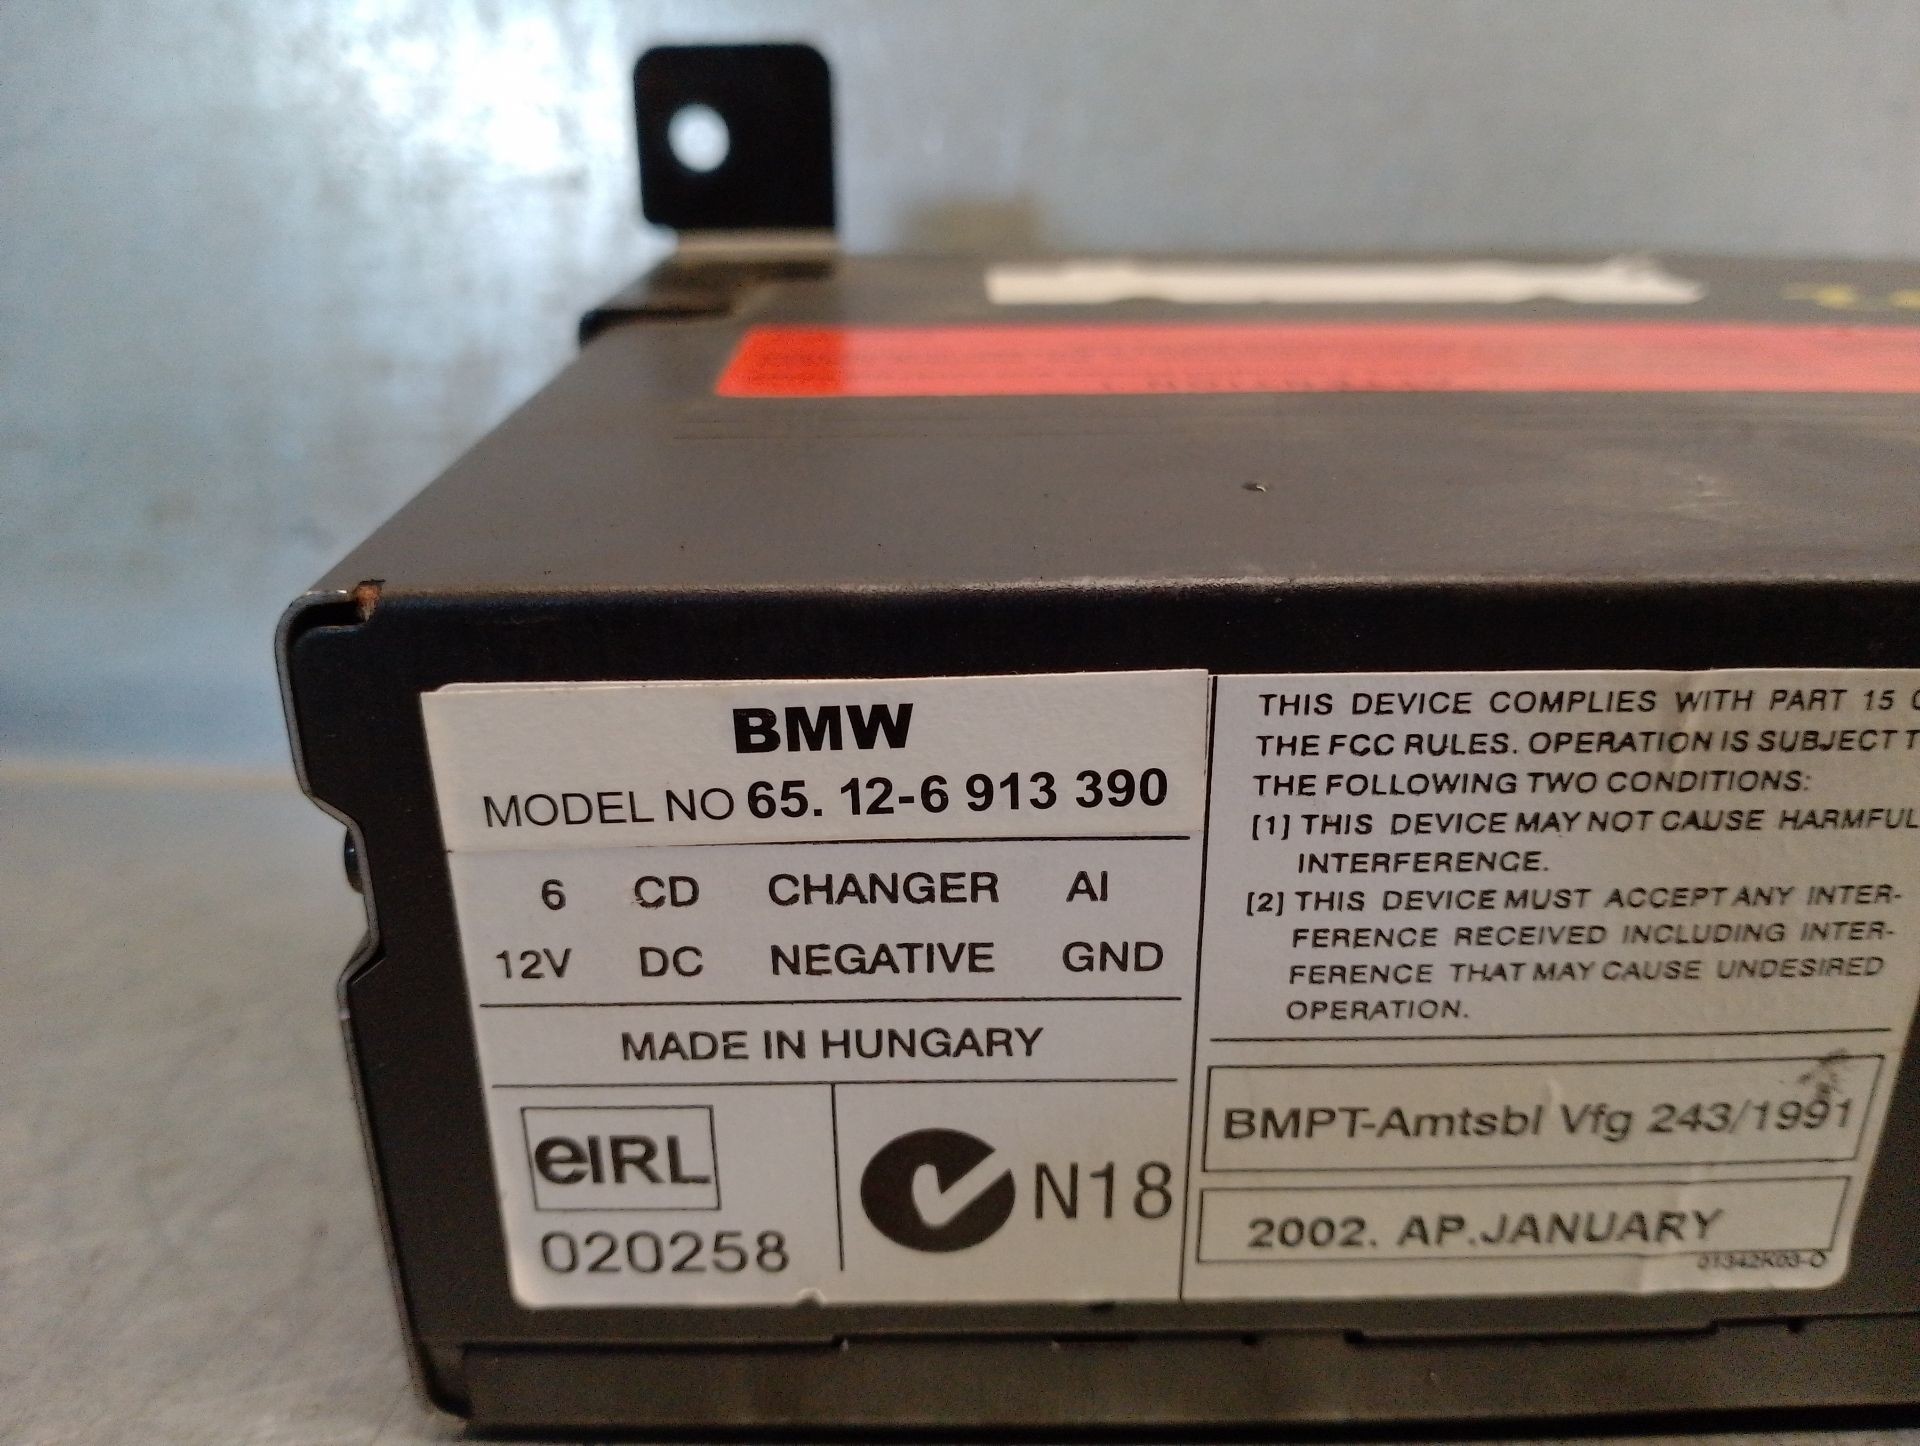 BMW
MODEL NO 65. 12-6 913 390
6 CD CHANGER AI
12V DC NEGATIVE GND
MADE IN HUNGARY
eIRL
020258
N18
THIS DEVICE COMPLIES WITH PART 15
THE FCC RULES. OPERATION IS SUBJECT
THE FOLLOWING TWO CONDITIONS:
[1] THIS DEVICE MAY NOT CAUSE HARMFUL
INTERFERENCE.
[2] THIS DEVICE MUST ACCEPT ANY INTER-
FERENCE RECEIVED INCLUDING INTER-
FERENCE THAT MAY CAUSE UNDESIRED
OPERATION.
BMPT-Amtsbl Vfg 243/1991
2002. AP.JANUARY
01342K03-O